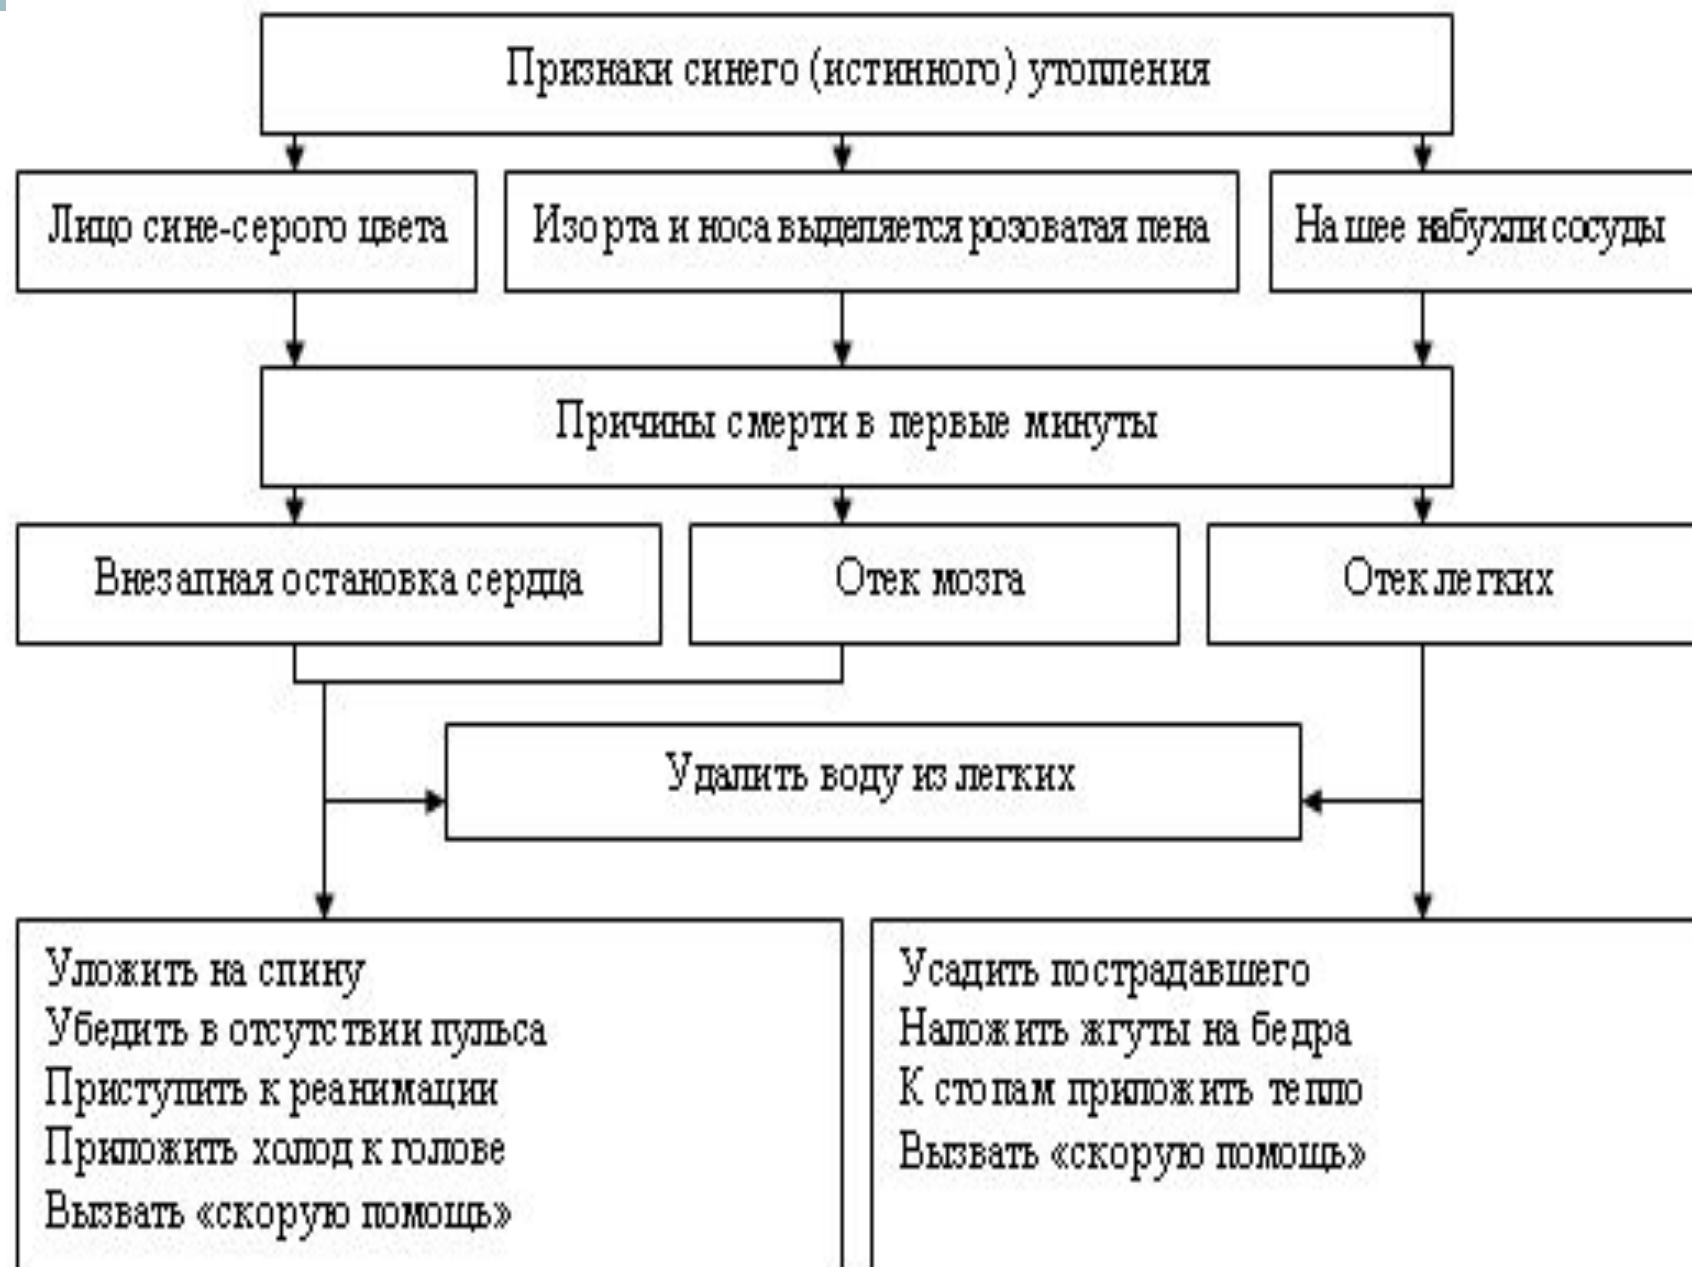 Признаки синего (истинного) утопления
Лицо сине-серого цвета
Изо рта и носа выделяется розоватая пена
На шее набухли сосуды
Причины смерти в первые минуты
Внезапная остановка сердца
Отек мозга
Отек легких
Удалить воду из легких
Уложить на спину
Убедить в отсутствии пульса
Приступить к реанимации
Приложить холод к голове
Вызвать «скорую помощь»
Усадить пострадавшего
Наложить жгуты на бедра
К стопам приложить тепло
Вызвать «скорую помощь»